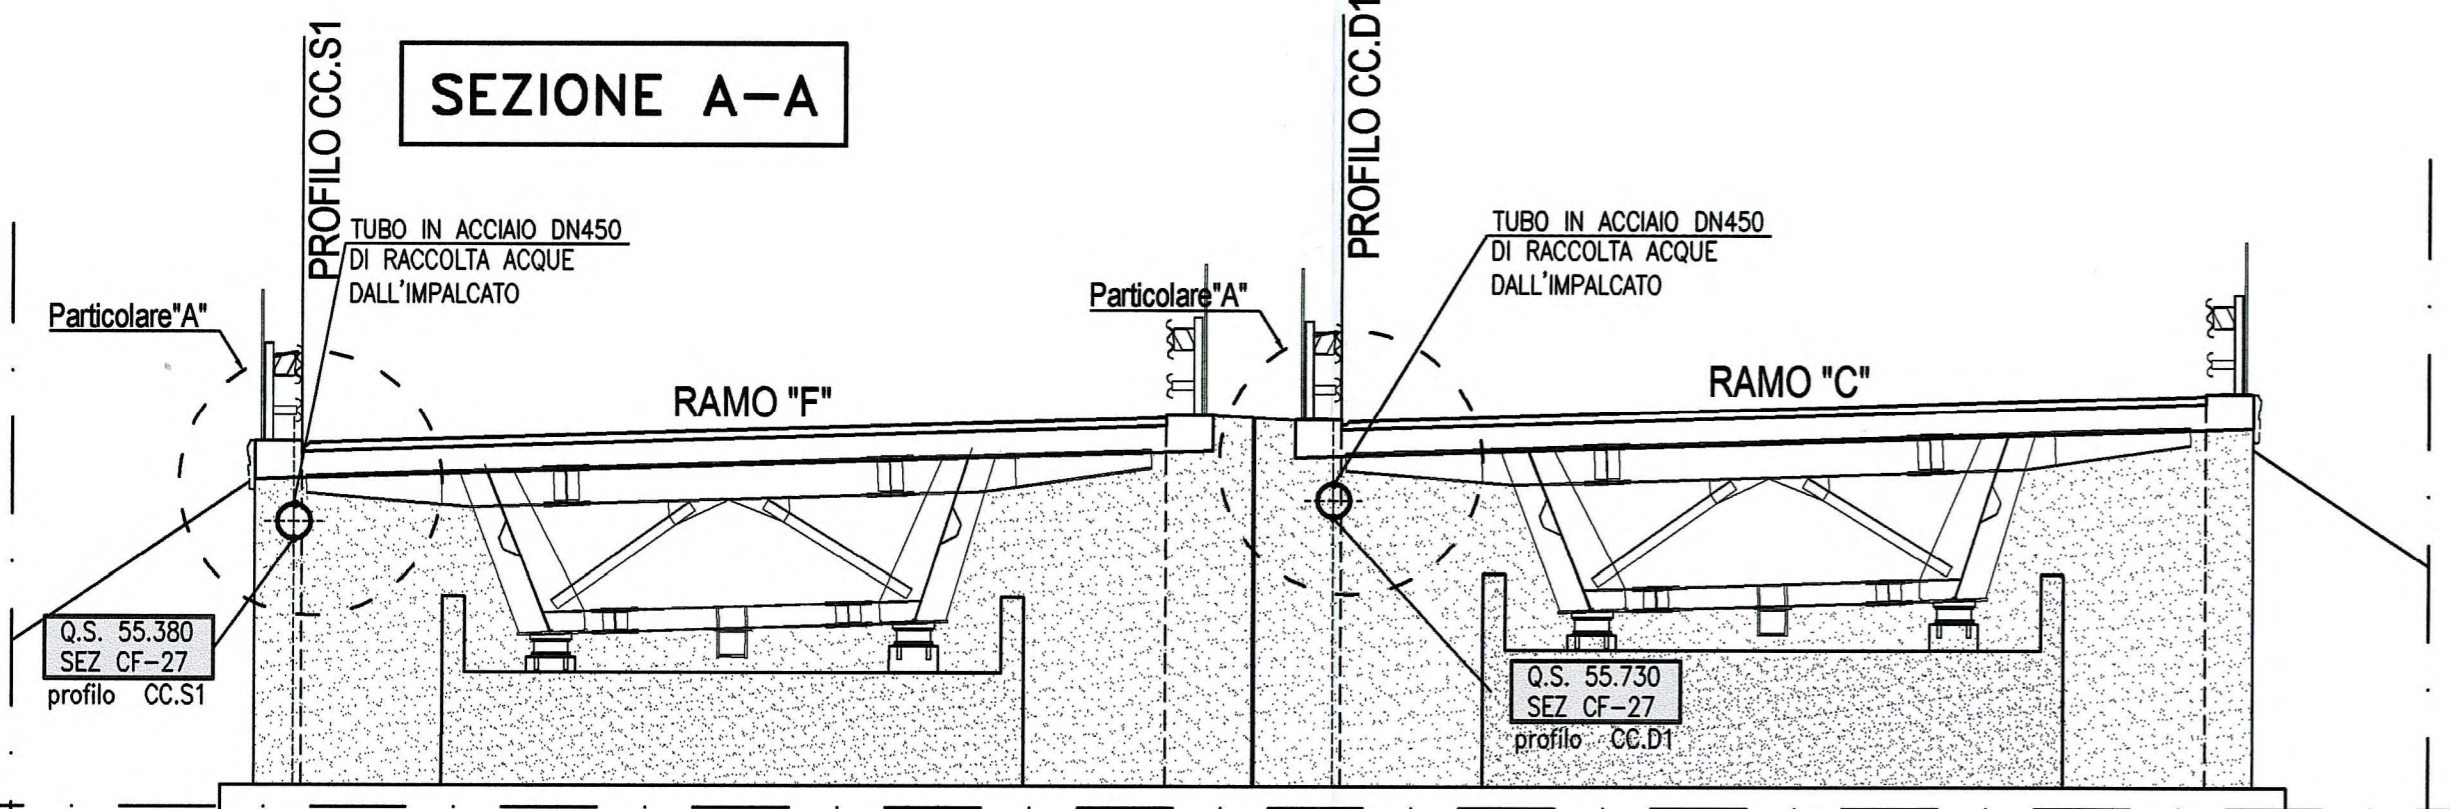 PROFILO CC.S1
SEZIONE A-A
PROFILO CC.D1
TUBO IN ACCIAIO DN450
DI RACCOLTA ACQUE
DALL'IMPALCATO
TUBO IN ACCIAIO DN450
DI RACCOLTA ACQUE
DALL'IMPALCATO
Particolare"A"
Particolare"A"
RAMO "F"
RAMO "C"
Q.S. 55.380
SEZ CF-27
profilo CC.S1
Q.S. 55.730
SEZ CF-27
profilo CC.D1